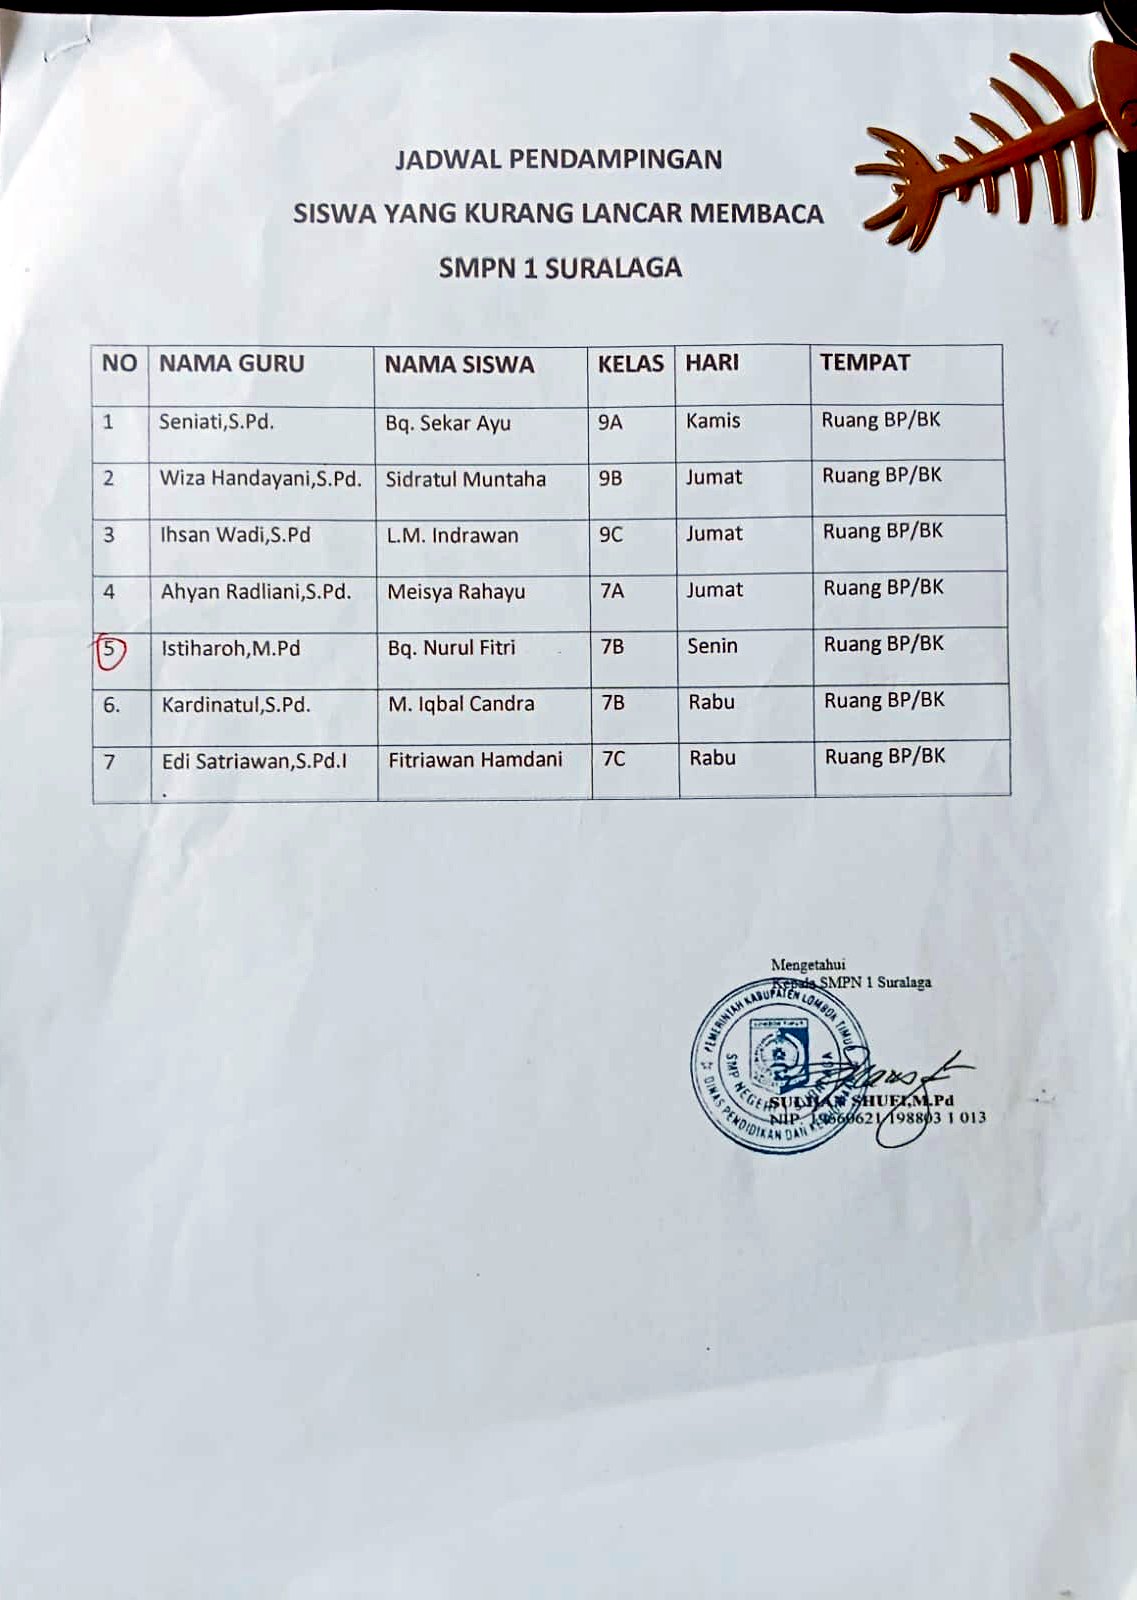 JADWAL PENDAMPINGAN
SISWA YANG KURANG LANCAR MEMBACA
SMPN 1 SURALAGA
NO NAMA GURU NAMA SISWA KELAS HARI TEMPAT
1 Seniati,S.Pd. Bq. Sekar Ayu 9A Kamis Ruang BP/BK
2 Wiza Handayani,S.Pd. Sidratul Muntaha 9B Jumat Ruang BP/BK
3 Ihsan Wadi,S.Pd L.M. Indrawan 9C Jumat Ruang BP/BK
4 Ahyan Radliani,S.Pd. Meisya Rahayu 7A Jumat Ruang BP/BK
5 Istiharoh,M.Pd Bq. Nurul Fitri 7B Senin Ruang BP/BK
6. Kardinatul,S.Pd. M. Iqbal Candra 7B Rabu Ruang BP/BK
7 Edi Satriawan,S.Pd.I Fitriawan Hamdani 7C Rabu Ruang BP/BK
.
Mengetahui
Kepala SMPN 1 Suralaga
PEMERINTAH KABUPATEN LOMBOK TIMUR
LOMBOK TIMUR
SMP NEGERI
DINAS PENDIDIKAN DAN
SHUFI,M.Pd
NIP. 198803 1 013